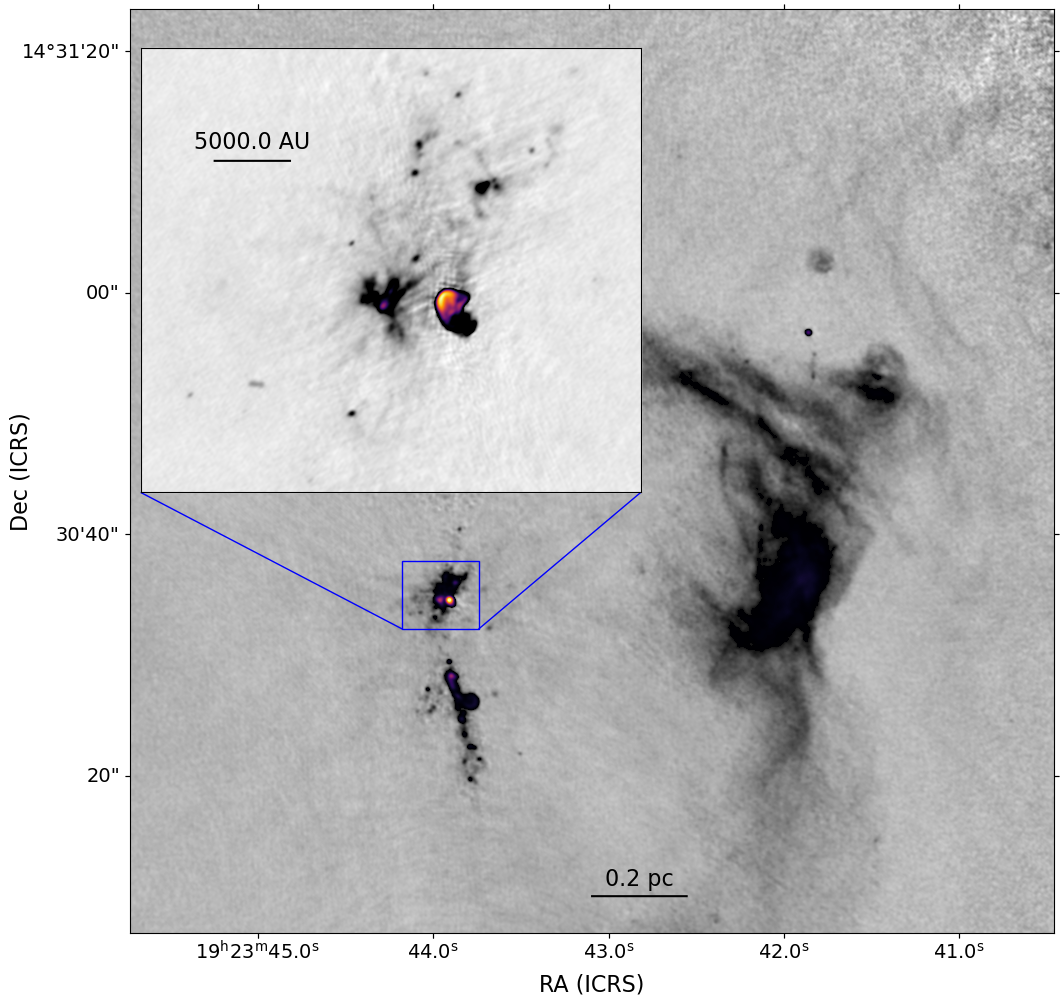 14°31'20"
5000.0 AU
00"
Dec (ICRS)
30'40"
20"
0.2 pc
19ʰ23ᵐ45.0ˢ 44.0ˢ 43.0ˢ 42.0ˢ 41.0ˢ
RA (ICRS)